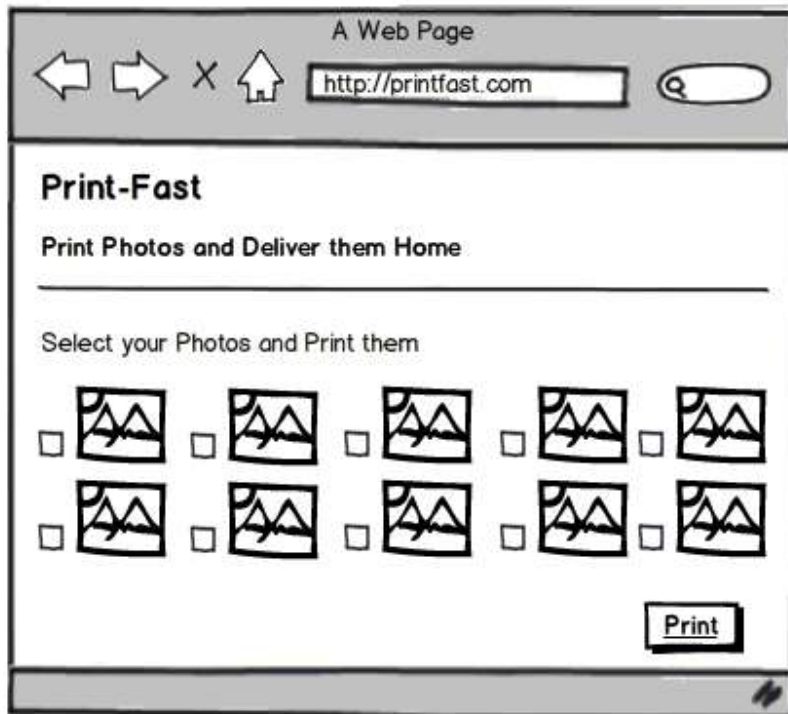 A Web Page
http://printfast.com
Print-Fast
Print Photos and Deliver them Home
Select your Photos and Print them
Print